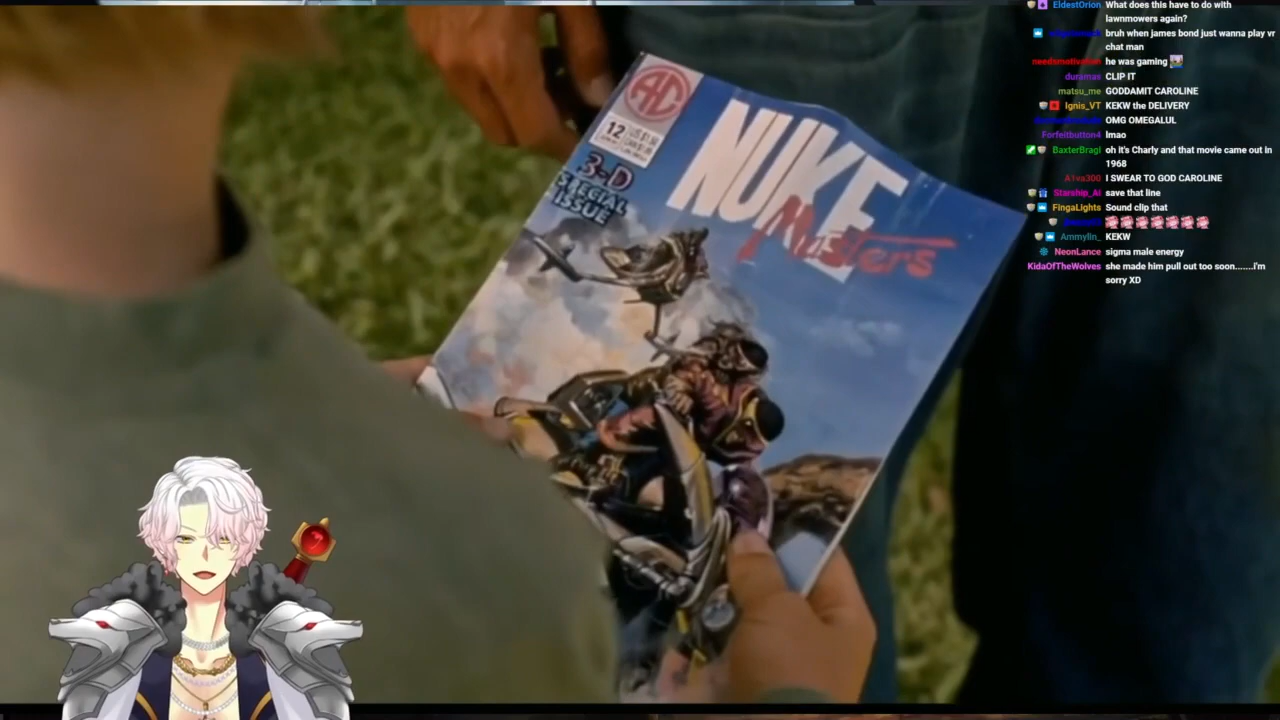 AC
12
3-D
SPECIAL
ISSUE
NUKE
Masters
EldestOrion What does this have to do with
lawnmowers again?
bruh when james bond just wanna play vr
chat man
he was gaming
duramas CLIP IT
matsu_me GODDAMIT CAROLINE
Ignis_VT KEKW the DELIVERY
OMG OMEGALUL
Forfeitbutton4 lmao
BaxterBragi oh it's Charly and that movie came out in
1968
A1va300 I SWEAR TO GOD CAROLINE
Starship_AI save that line
FingaLights Sound clip that
Ammylin_ KEKW
NeonLance sigma male energy
KidaOfTheWolves she made him pull out too soon.......i'm
sorry XD